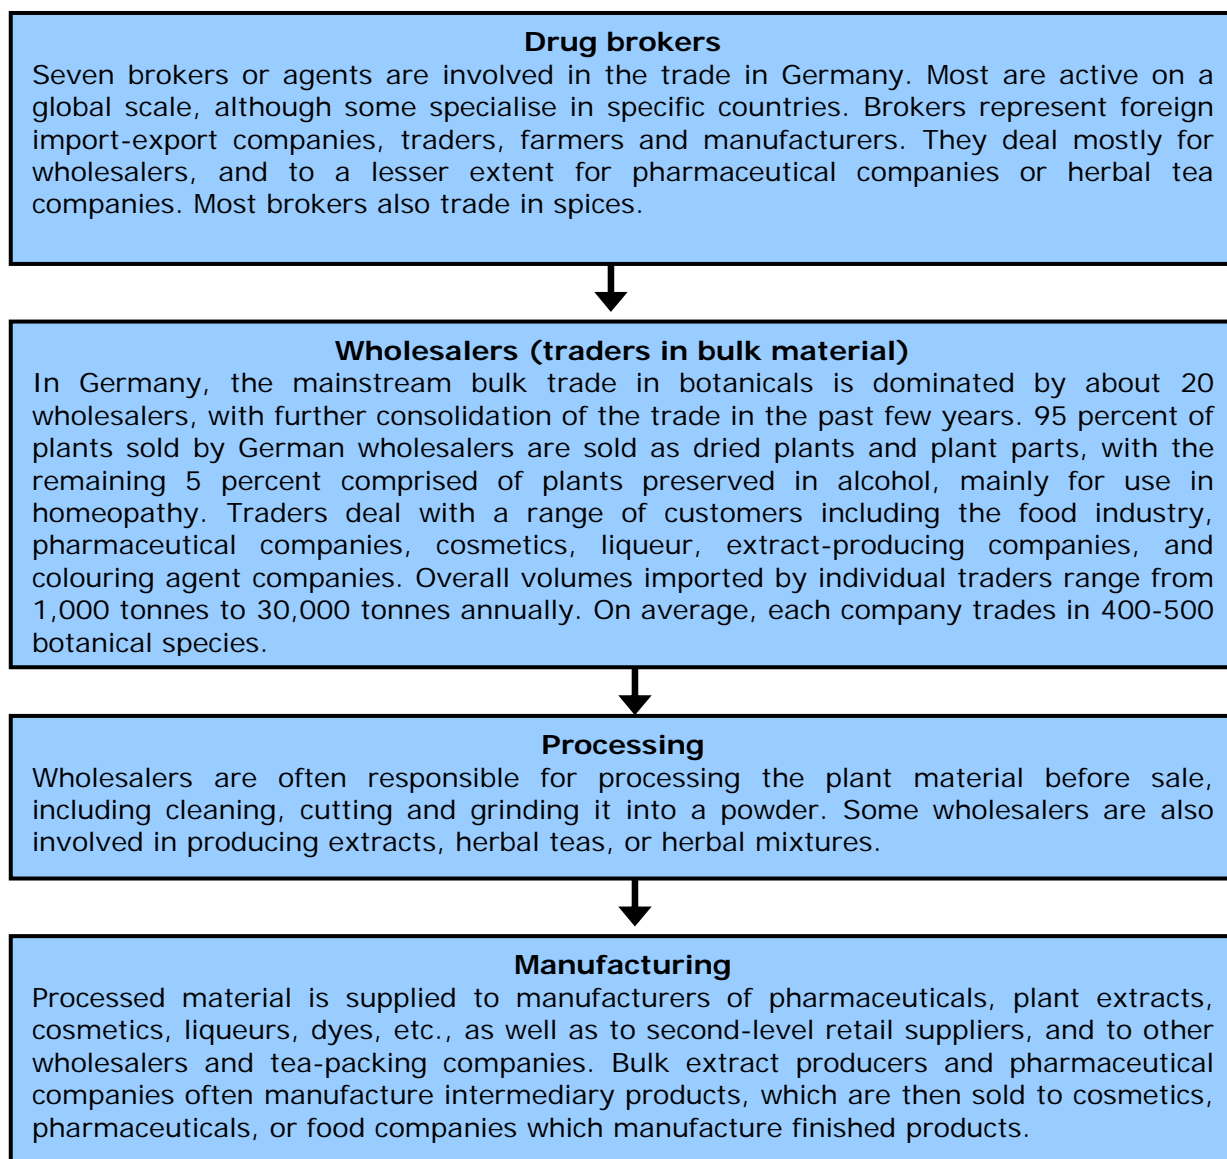 Drug brokers
Seven brokers or agents are involved in the trade in Germany. Most are active on a
global scale, although some specialise in specific countries. Brokers represent foreign
import-export companies, traders, farmers and manufacturers. They deal mostly for
wholesalers, and to a lesser extent for pharmaceutical companies or herbal tea
companies. Most brokers also trade in spices.
Wholesalers (traders in bulk material)
In Germany, the mainstream bulk trade in botanicals is dominated by about 20
wholesalers, with further consolidation of the trade in the past few years. 95 percent of
plants sold by German wholesalers are sold as dried plants and plant parts, with the
remaining 5 percent comprised of plants preserved in alcohol, mainly for use in
homeopathy. Traders deal with a range of customers including the food industry,
pharmaceutical companies, cosmetics, liqueur, extract-producing companies, and
colouring agent companies. Overall volumes imported by individual traders range from
1,000 tonnes to 30,000 tonnes annually. On average, each company trades in 400-500
botanical species.
Processing
Wholesalers are often responsible for processing the plant material before sale,
including cleaning, cutting and grinding it into a powder. Some wholesalers are also
involved in producing extracts, herbal teas, or herbal mixtures.
Manufacturing
Processed material is supplied to manufacturers of pharmaceuticals, plant extracts,
cosmetics, liqueurs, dyes, etc., as well as to second-level retail suppliers, and to other
wholesalers and tea-packing companies. Bulk extract producers and pharmaceutical
companies often manufacture intermediary products, which are then sold to cosmetics,
pharmaceuticals, or food companies which manufacture finished products.